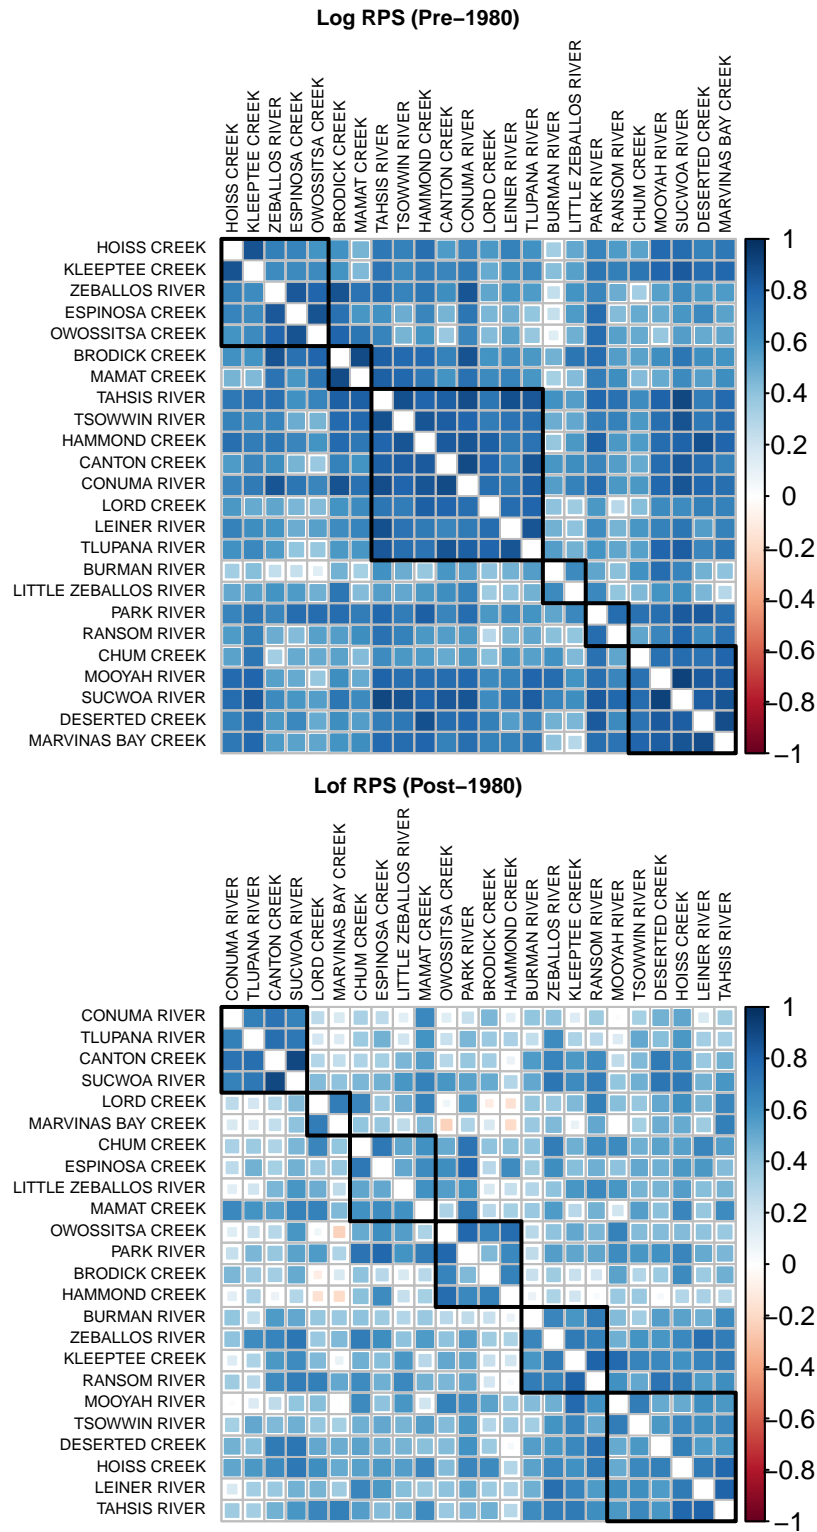 Log RPS (Pre−1980)
HOISS CREEK
KLEEPTEE CREEK
ZEBALLOS RIVER
ESPINOSA CREEK
OWOSSITSA CREEK
BRODICK CREEK
MAMAT CREEK
TAHSIS RIVER
TSOWWIN RIVER
HAMMOND CREEK
CANTON CREEK
CONUMA RIVER
LORD CREEK
LEINER RIVER
TLUPANA RIVER
BURMAN RIVER
LITTLE ZEBALLOS RIVER
PARK RIVER
RANSOM RIVER
CHUM CREEK
MOOYAH RIVER
SUCWOA RIVER
DESERTED CREEK
MARVINAS BAY CREEK
HOISS CREEK
KLEEPTEE CREEK
ZEBALLOS RIVER
ESPINOSA CREEK
OWOSSITSA CREEK
BRODICK CREEK
MAMAT CREEK
TAHSIS RIVER
TSOWWIN RIVER
HAMMOND CREEK
CANTON CREEK
CONUMA RIVER
LORD CREEK
LEINER RIVER
TLUPANA RIVER
BURMAN RIVER
LITTLE ZEBALLOS RIVER
PARK RIVER
RANSOM RIVER
CHUM CREEK
MOOYAH RIVER
SUCWOA RIVER
DESERTED CREEK
MARVINAS BAY CREEK
1
0.8
0.6
0.4
0.2
0
−0.2
−0.4
−0.6
−0.8
−1
Lof RPS (Post−1980)
CONUMA RIVER
TLUPANA RIVER
CANTON CREEK
SUCWOA RIVER
LORD CREEK
MARVINAS BAY CREEK
CHUM CREEK
ESPINOSA CREEK
LITTLE ZEBALLOS RIVER
MAMAT CREEK
OWOSSITSA CREEK
PARK RIVER
BRODICK CREEK
HAMMOND CREEK
BURMAN RIVER
ZEBALLOS RIVER
KLEEPTEE CREEK
RANSOM RIVER
MOOYAH RIVER
TSOWWIN RIVER
DESERTED CREEK
HOISS CREEK
LEINER RIVER
TAHSIS RIVER
CONUMA RIVER
TLUPANA RIVER
CANTON CREEK
SUCWOA RIVER
LORD CREEK
MARVINAS BAY CREEK
CHUM CREEK
ESPINOSA CREEK
LITTLE ZEBALLOS RIVER
MAMAT CREEK
OWOSSITSA CREEK
PARK RIVER
BRODICK CREEK
HAMMOND CREEK
BURMAN RIVER
ZEBALLOS RIVER
KLEEPTEE CREEK
RANSOM RIVER
MOOYAH RIVER
TSOWWIN RIVER
DESERTED CREEK
HOISS CREEK
LEINER RIVER
TAHSIS RIVER
1
0.8
0.6
0.4
0.2
0
−0.2
−0.4
−0.6
−0.8
−1